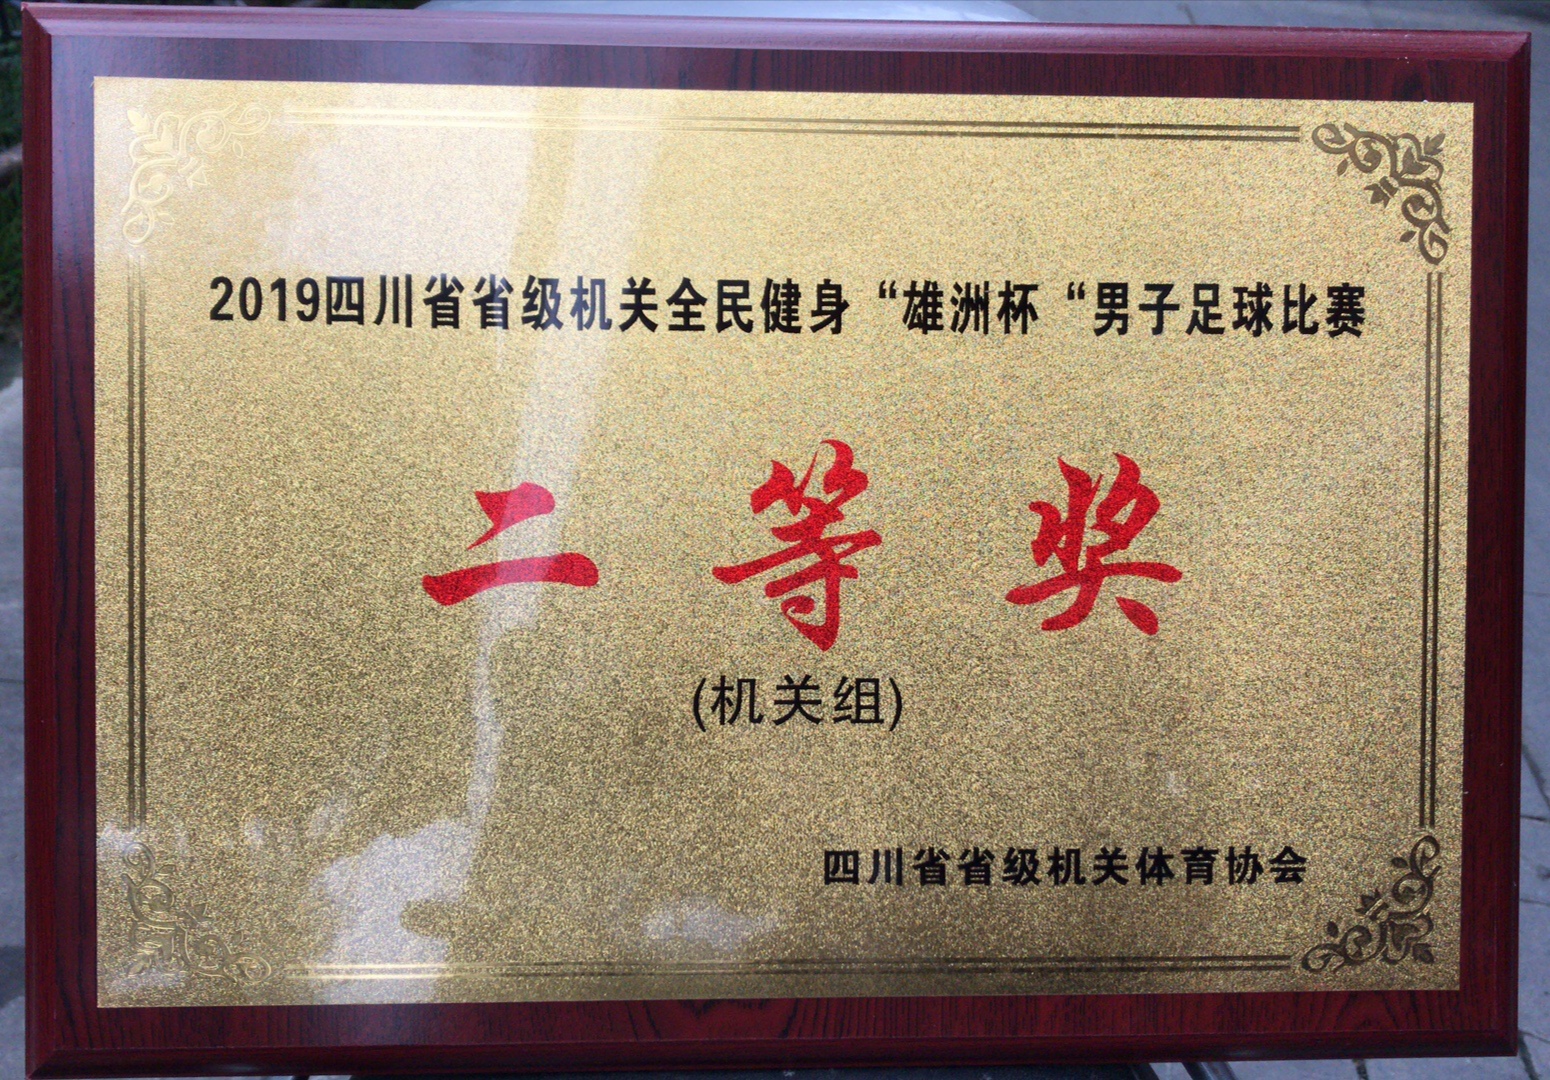 2019四川省省级机关全民健身“雄洲杯“男子足球比赛
二等奖
(机关组)
四川省省级机关体育协会